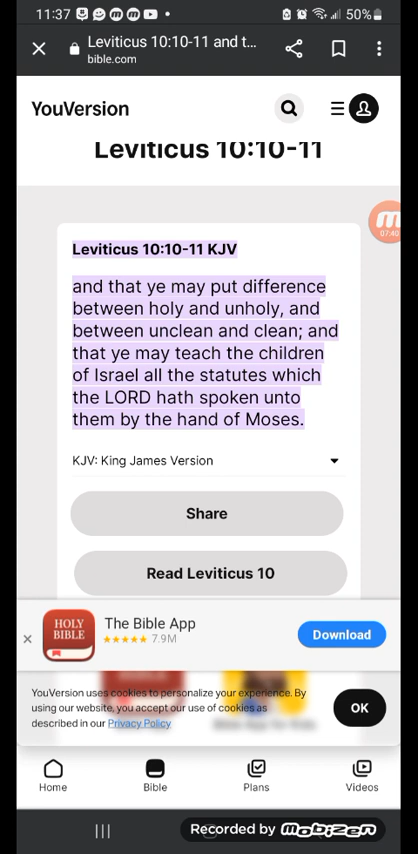 11:37
50%
Leviticus 10:10-11 and t...
bible.com
YouVersion
Leviticus 10:10-11
07:40
Leviticus 10:10-11 KJV
and that ye may put difference
between holy and unholy, and
between unclean and clean; and
that ye may teach the children
of Israel all the statutes which
the LORD hath spoken unto
them by the hand of Moses.
KJV: King James Version
Share
Read Leviticus 10
HOLY
BIBLE
The Bible App
★★★★★ 7.9M
Download
YouVersion uses cookies to personalize your experience. By
using our website, you accept our use of cookies as
described in our Privacy Policy
OK
Home
Bible
Plans
Videos
Recorded by mobizen